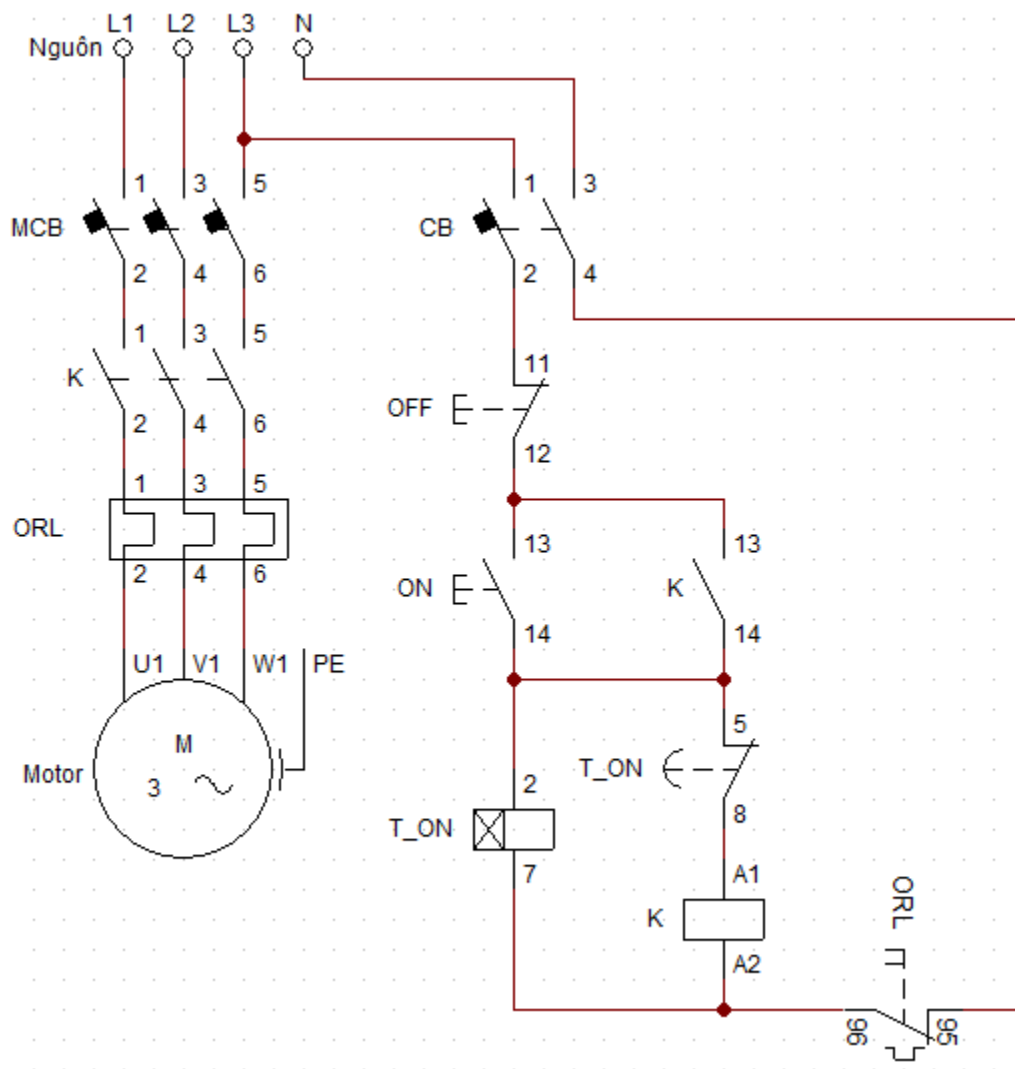 L1 L2 L3 N
Nguôn
1 3 5 1 3
MCB CB
2 4 6 2 4
1 3 5 11
K OFF
2 4 6 12
1 3 5 13 13
ORL ON K
2 4 6 14 14
U1 V1 W1 PE
5
M T_ON
Motor 3 2 8
T_ON
7 A1
K ORL
A2
96 95